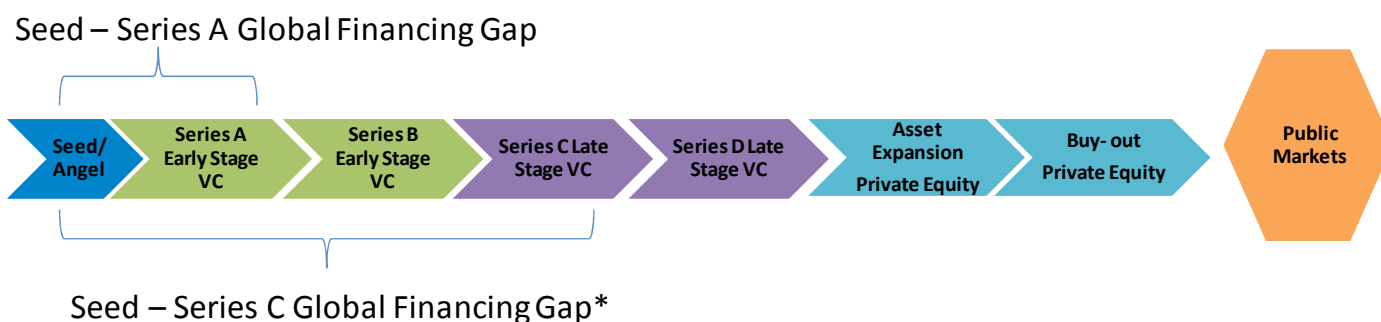 Seed – Series A Global Financing Gap
Seed/
Angel
Series A
Early Stage
VC
Series B
Early Stage
VC
Series C Late
Stage VC
Series D Late
Stage VC
Asset
Expansion
Private Equity
Buy- out
Private Equity
Public
Markets
Seed – Series C Global Financing Gap*